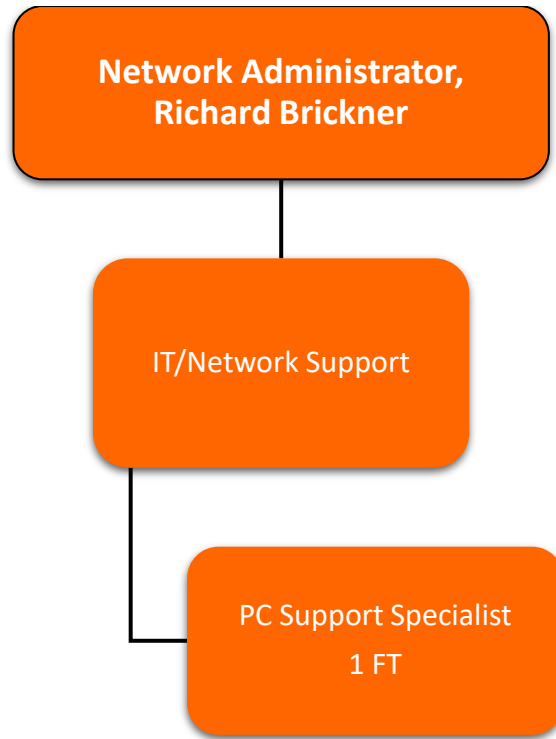 Network Administrator,
Richard Brickner
IT/Network Support
PC Support Specialist
1 FT